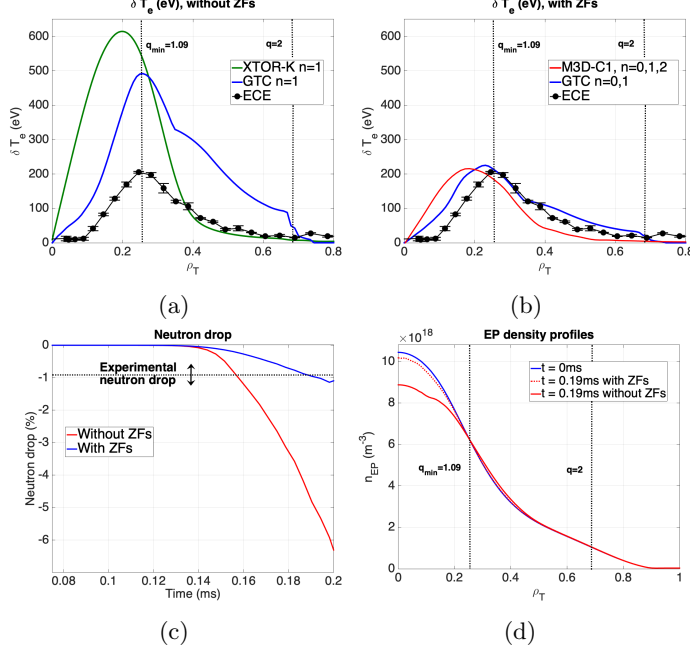 δ T_e (eV), without ZFs
δ T_e (eV), with ZFs
600
500
400
300
200
100
0
δ T_e (eV)
q_min=1.09
q=2
XTOR-K n=1
GTC n=1
ECE
0
0.2
0.4
0.6
0.8
ρ_T
(a)
600
500
400
300
200
100
0
δ T_e (eV)
q_min=1.09
q=2
M3D-C1, n=0,1,2
GTC n=0,1
ECE
0
0.2
0.4
0.6
0.8
ρ_T
(b)
Neutron drop
0
-1
-2
-3
-4
-5
-6
Neutron drop (%)
Experimental
neutron drop
Without ZFs
With ZFs
0.08
0.1
0.12
0.14
0.16
0.18
0.2
Time (ms)
(c)
EP density profiles
×10^18
10
8
6
4
2
0
n_EP (m^-3)
t = 0ms
t = 0.19ms with ZFs
t = 0.19ms without ZFs
q_min=1.09
q=2
0
0.2
0.4
0.6
0.8
1
ρ_T
(d)